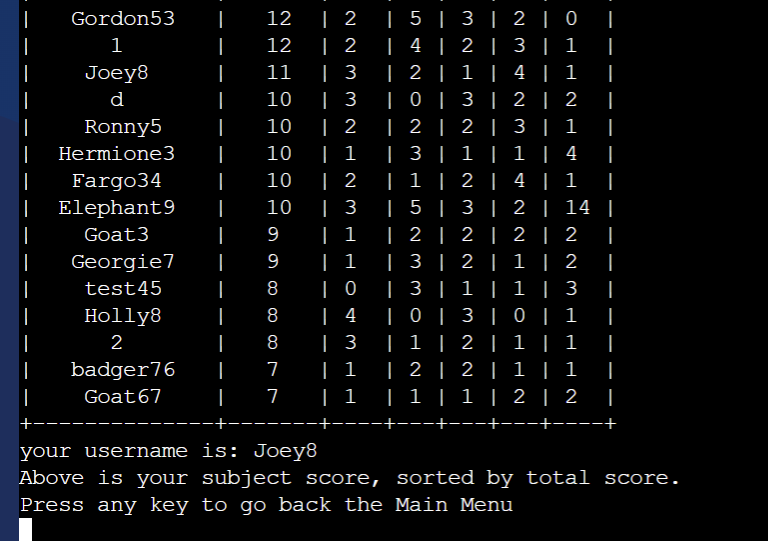 |   Gordon53   |   12  | 2  | 5 | 3 | 2 | 0  |
|      1       |   12  | 2  | 4 | 2 | 3 | 1  |
|    Joey8     |   11  | 3  | 2 | 1 | 4 | 1  |
|      d       |   10  | 3  | 0 | 3 | 2 | 2  |
|    Ronny5    |   10  | 2  | 2 | 2 | 3 | 1  |
|  Hermione3   |   10  | 1  | 3 | 1 | 1 | 4  |
|   Fargo34    |   10  | 2  | 1 | 2 | 4 | 1  |
|  Elephant9   |   10  | 3  | 5 | 3 | 2 | 14 |
|    Goat3     |   9   | 1  | 2 | 2 | 2 | 2  |
|   Georgie7   |   9   | 1  | 3 | 2 | 1 | 2  |
|    test45    |   8   | 0  | 3 | 1 | 1 | 3  |
|    Holly8    |   8   | 4  | 0 | 3 | 0 | 1  |
|      2       |   8   | 3  | 1 | 2 | 1 | 1  |
|   badger76   |   7   | 1  | 2 | 2 | 1 | 1  |
|    Goat67    |   7   | 1  | 1 | 1 | 2 | 2  |
+--------------+-------+----+---+---+---+----+
your username is: Joey8
Above is your subject score, sorted by total score.
Press any key to go back the Main Menu